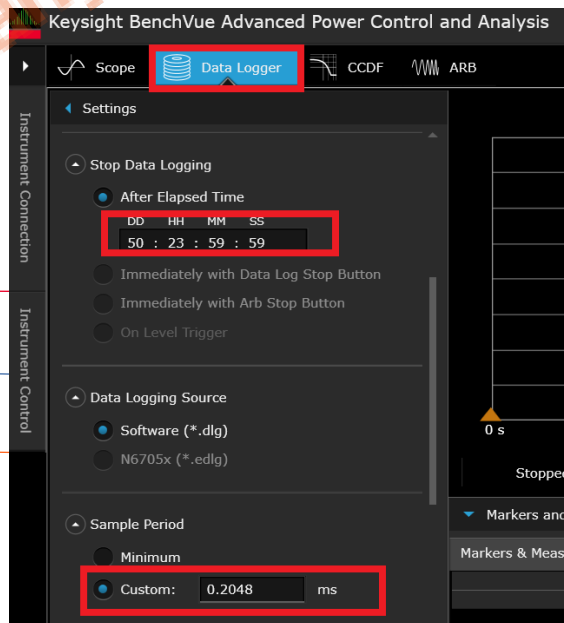 Keysight BenchVue Advanced Power Control and Analysis
Scope Data Logger CCDF ARB
Instrument Connection
Instrument Control
Settings
Stop Data Logging
After Elapsed Time
DD HH MM SS
50 : 23 : 59 : 59
Immediately with Data Log Stop Button
Immediately with Arb Stop Button
On Level Trigger
Data Logging Source
Software (*.dlg)
N6705x (*.edlg)
Sample Period
Minimum
Custom: 0.2048 ms
0 s
Stoppe
Markers and
Markers & Meas